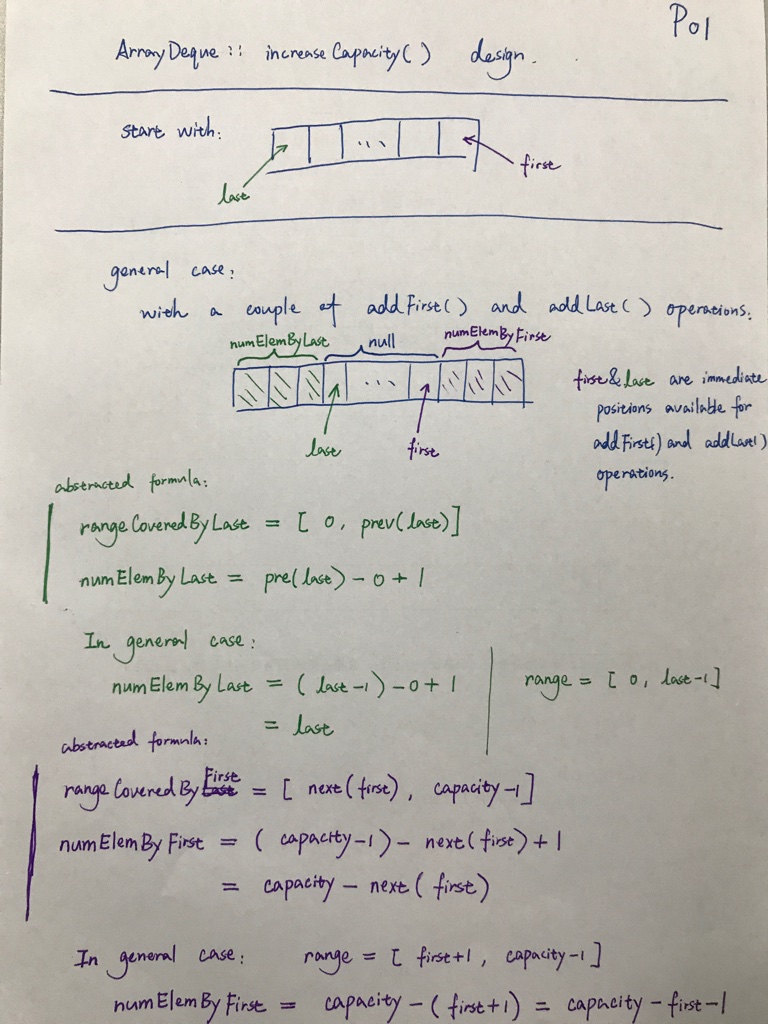 P01
ArrayDeque :: increaseCapacity() design.
start with:
...
last
first
general case:
with a couple of addFirst() and addLast() operations:
numElemByLast null numElemByFirst
...
last first
first&last are immediate
positions available for
addFirst() and addLast()
operations.
abstracted formula:
rangeCoveredByLast = [ 0, prev(last)]
numElemByLast = pre(last) - 0 + 1
In general case:
numElemByLast = ( last-1 ) - 0 + 1
= last
range = [ 0, last-1 ]
abstracted formula:
rangeCoveredByFirst = [ next(first), capacity-1 ]
numElemByFirst = ( capacity-1 ) - next(first) + 1
= capacity - next( first )
In general case: range = [ first+1, capacity-1 ]
numElemByFirst = capacity - ( first+1 ) = capacity - first - 1